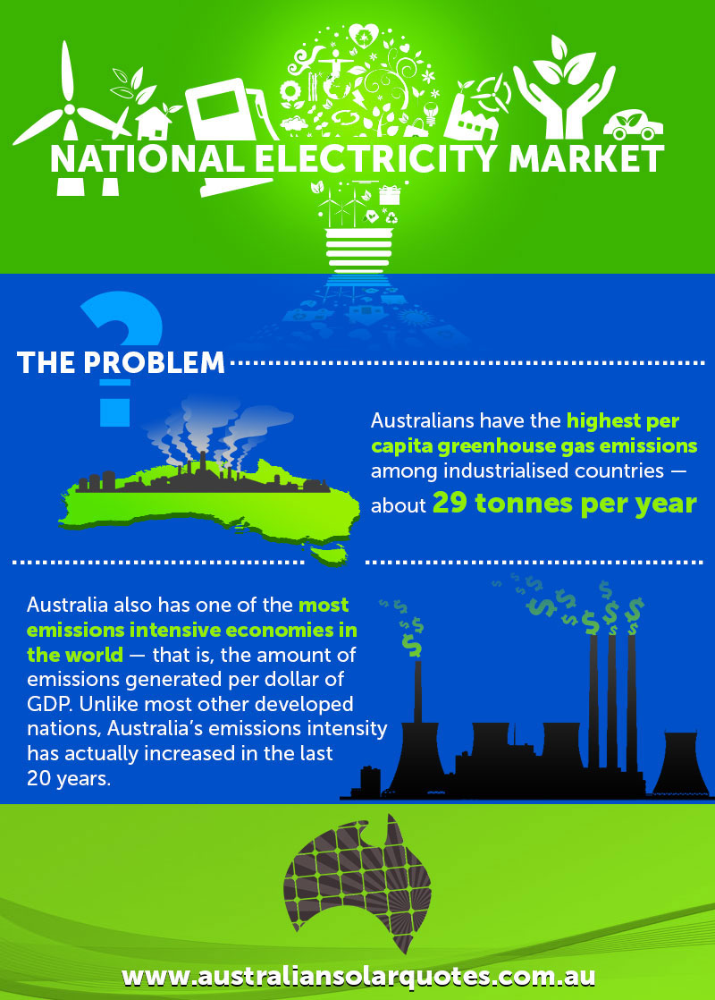 NATIONAL ELECTRICITY MARKET
?
THE PROBLEM
Australians have the highest per
capita greenhouse gas emissions
among industrialised countries —
about 29 tonnes per year
Australia also has one of the most
emissions intensive economies in
the world — that is, the amount of
emissions generated per dollar of
GDP. Unlike most other developed
nations, Australia's emissions intensity
has actually increased in the last
20 years.
www.australiansolarquotes.com.au